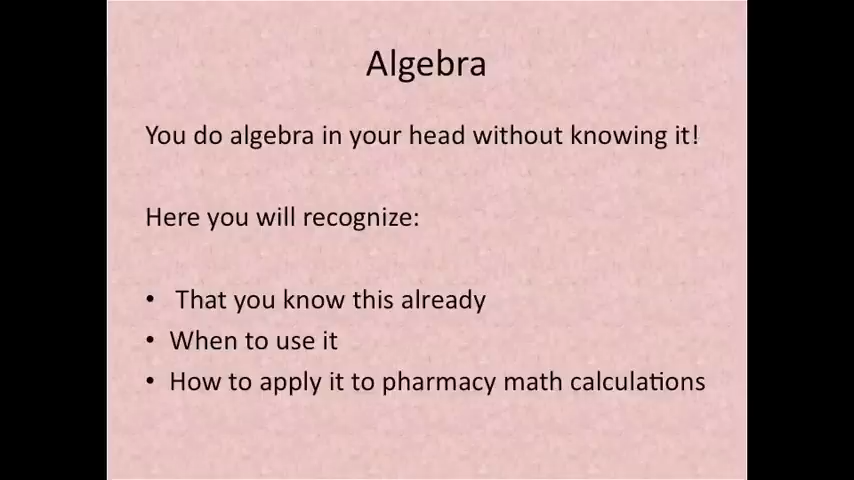 Algebra
You do algebra in your head without knowing it!
Here you will recognize:
• That you know this already
• When to use it
• How to apply it to pharmacy math calculations